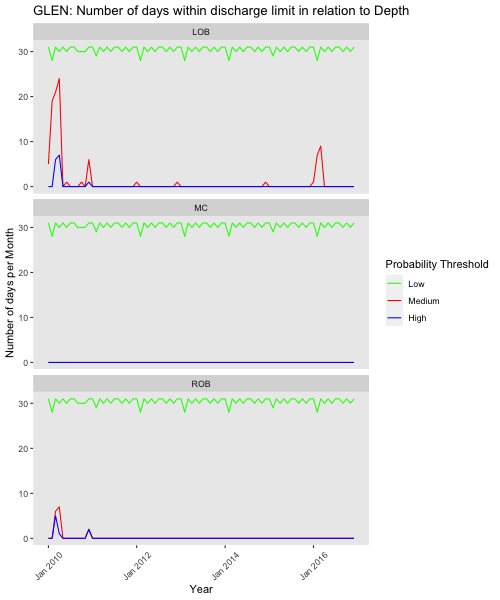 GLEN: Number of days within discharge limit in relation to Depth
LOB
30
20
10
0
MC
30
20
10
0
ROB
30
20
10
0
Jan 2010
Jan 2012
Jan 2014
Jan 2016
Year
Number of days per Month
Probability Threshold
Low
Medium
High